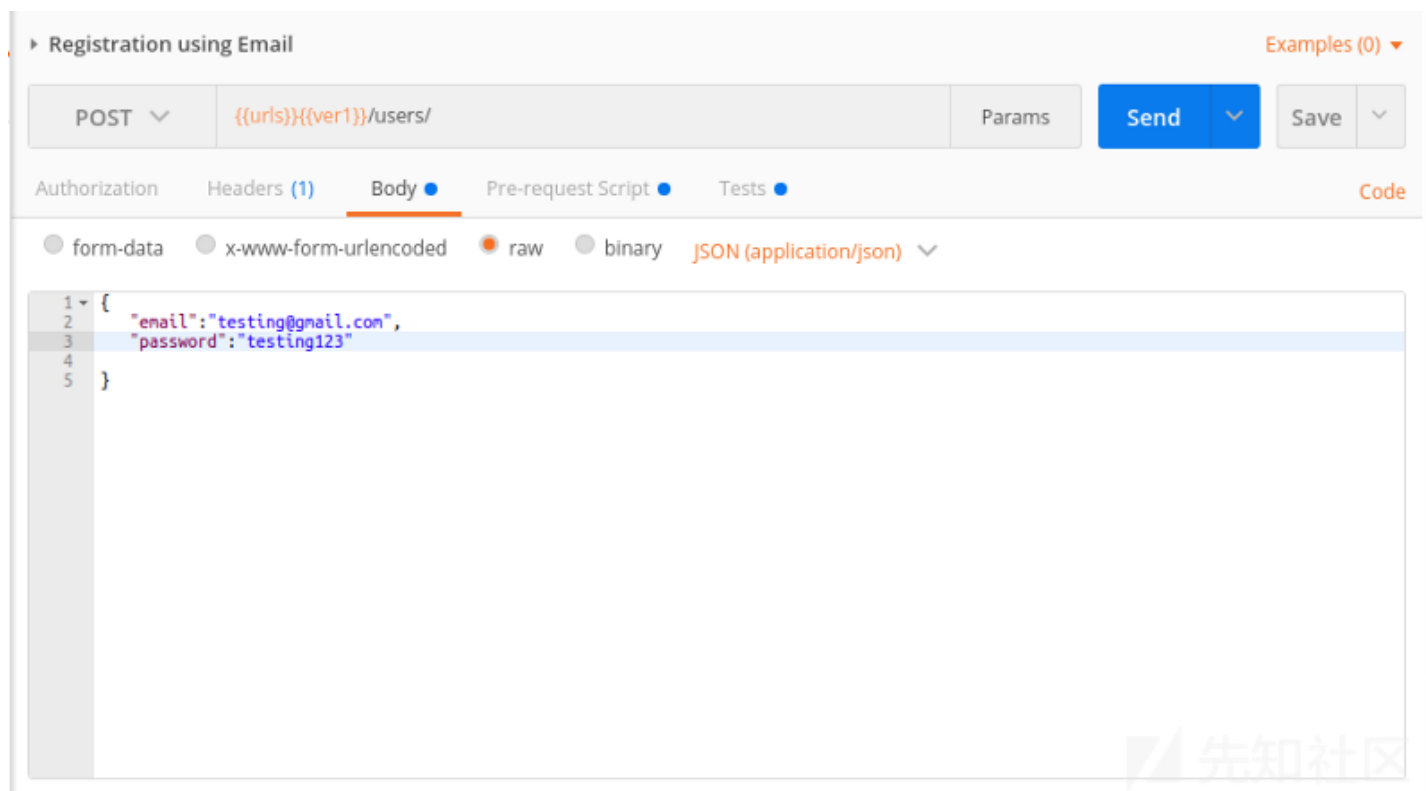 Registration using Email
Examples (0)
POST {{urls}}{{ver1}}/users/ Params Send Save
Authorization Headers (1) Body Pre-request Script Tests Code
form-data x-www-form-urlencoded raw binary JSON (application/json)
1 {
2 "email":"testing@gmail.com",
3 "password":"testing123"
4
5 }
先知社区